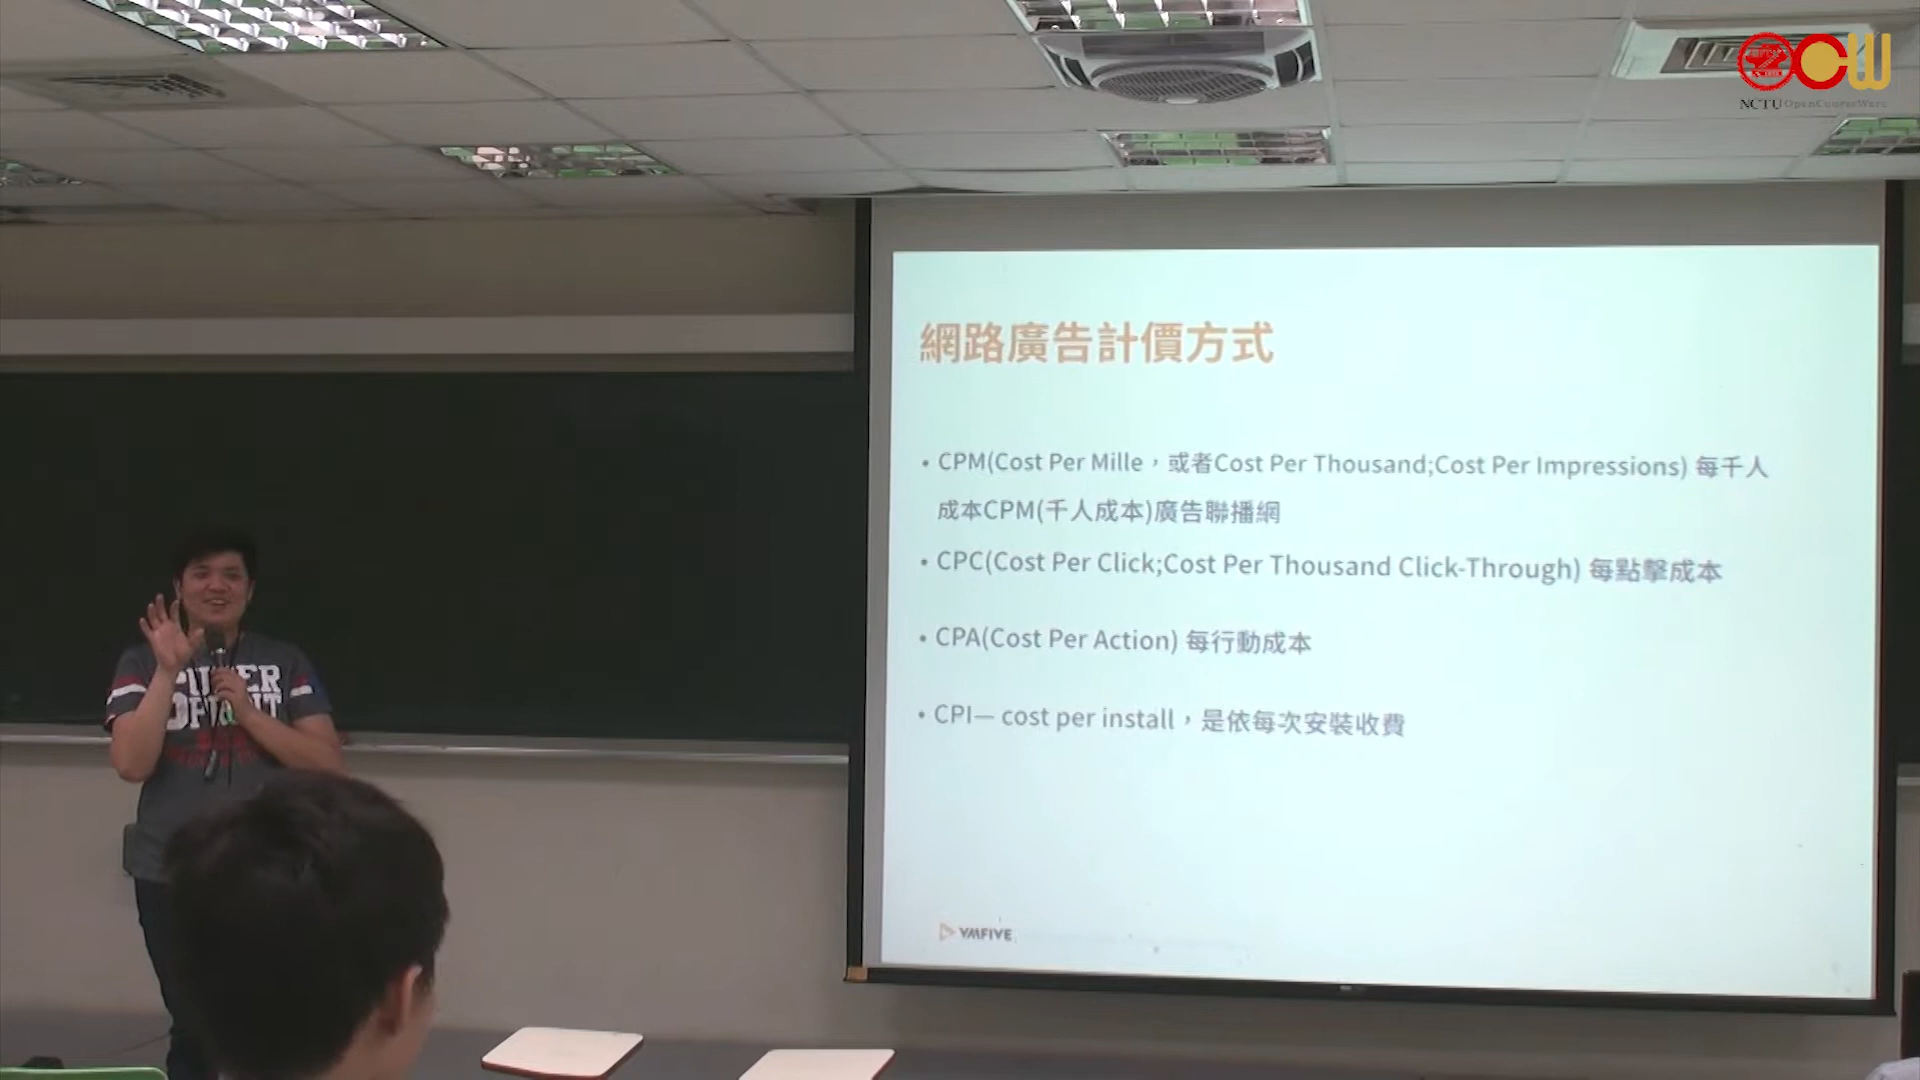 NCTU OpenCourseWare
網路廣告計價方式
• CPM(Cost Per Mille，或者Cost Per Thousand;Cost Per Impressions) 每千人
成本CPM(千人成本)廣告聯播網
• CPC(Cost Per Click;Cost Per Thousand Click-Through) 每點擊成本
• CPA(Cost Per Action) 每行動成本
• CPI— cost per install，是依每次安裝收費
VMFIVE